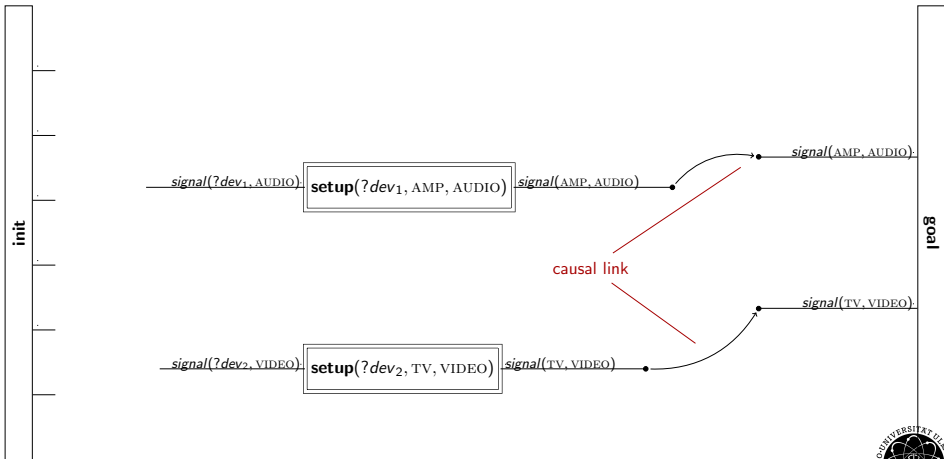 signal(AMP, AUDIO)
signal(?dev₁, AUDIO)
setup(?dev₁, AMP, AUDIO)
signal(AMP, AUDIO)
init
goal
causal link
signal(TV, VIDEO)
signal(?dev₂, VIDEO)
setup(?dev₂, TV, VIDEO)
signal(TV, VIDEO)